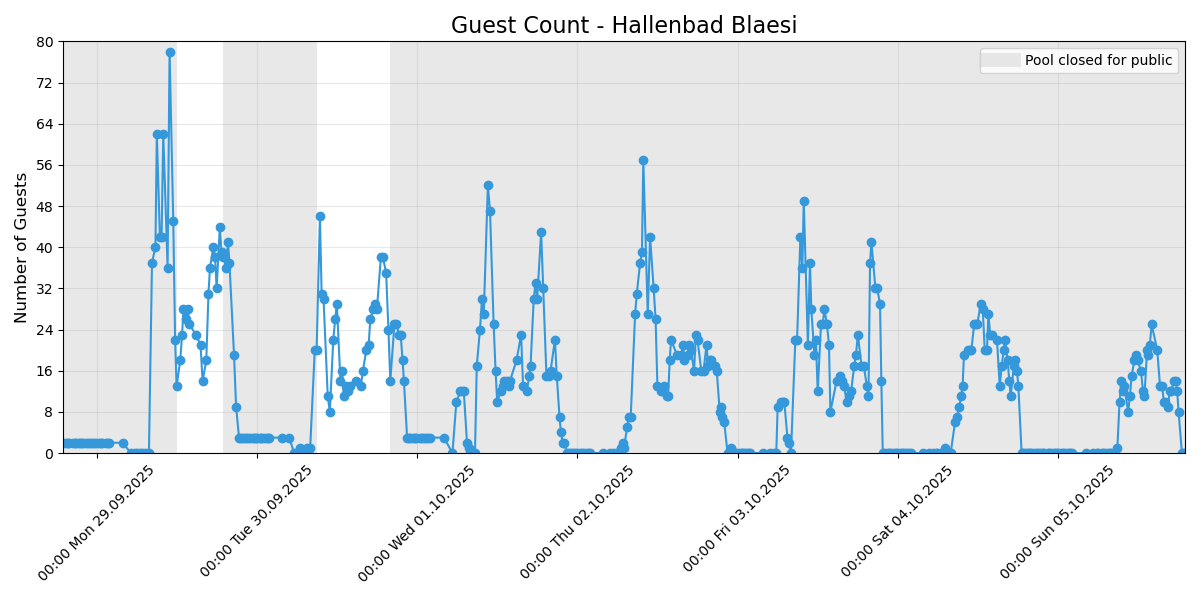 Guest Count - Hallenbad Blaesi
Pool closed for public
Number of Guests
80
72
64
56
48
40
32
24
16
8
0
00:00 Mon 29.09.2025
00:00 Tue 30.09.2025
00:00 Wed 01.10.2025
00:00 Thu 02.10.2025
00:00 Fri 03.10.2025
00:00 Sat 04.10.2025
00:00 Sun 05.10.2025